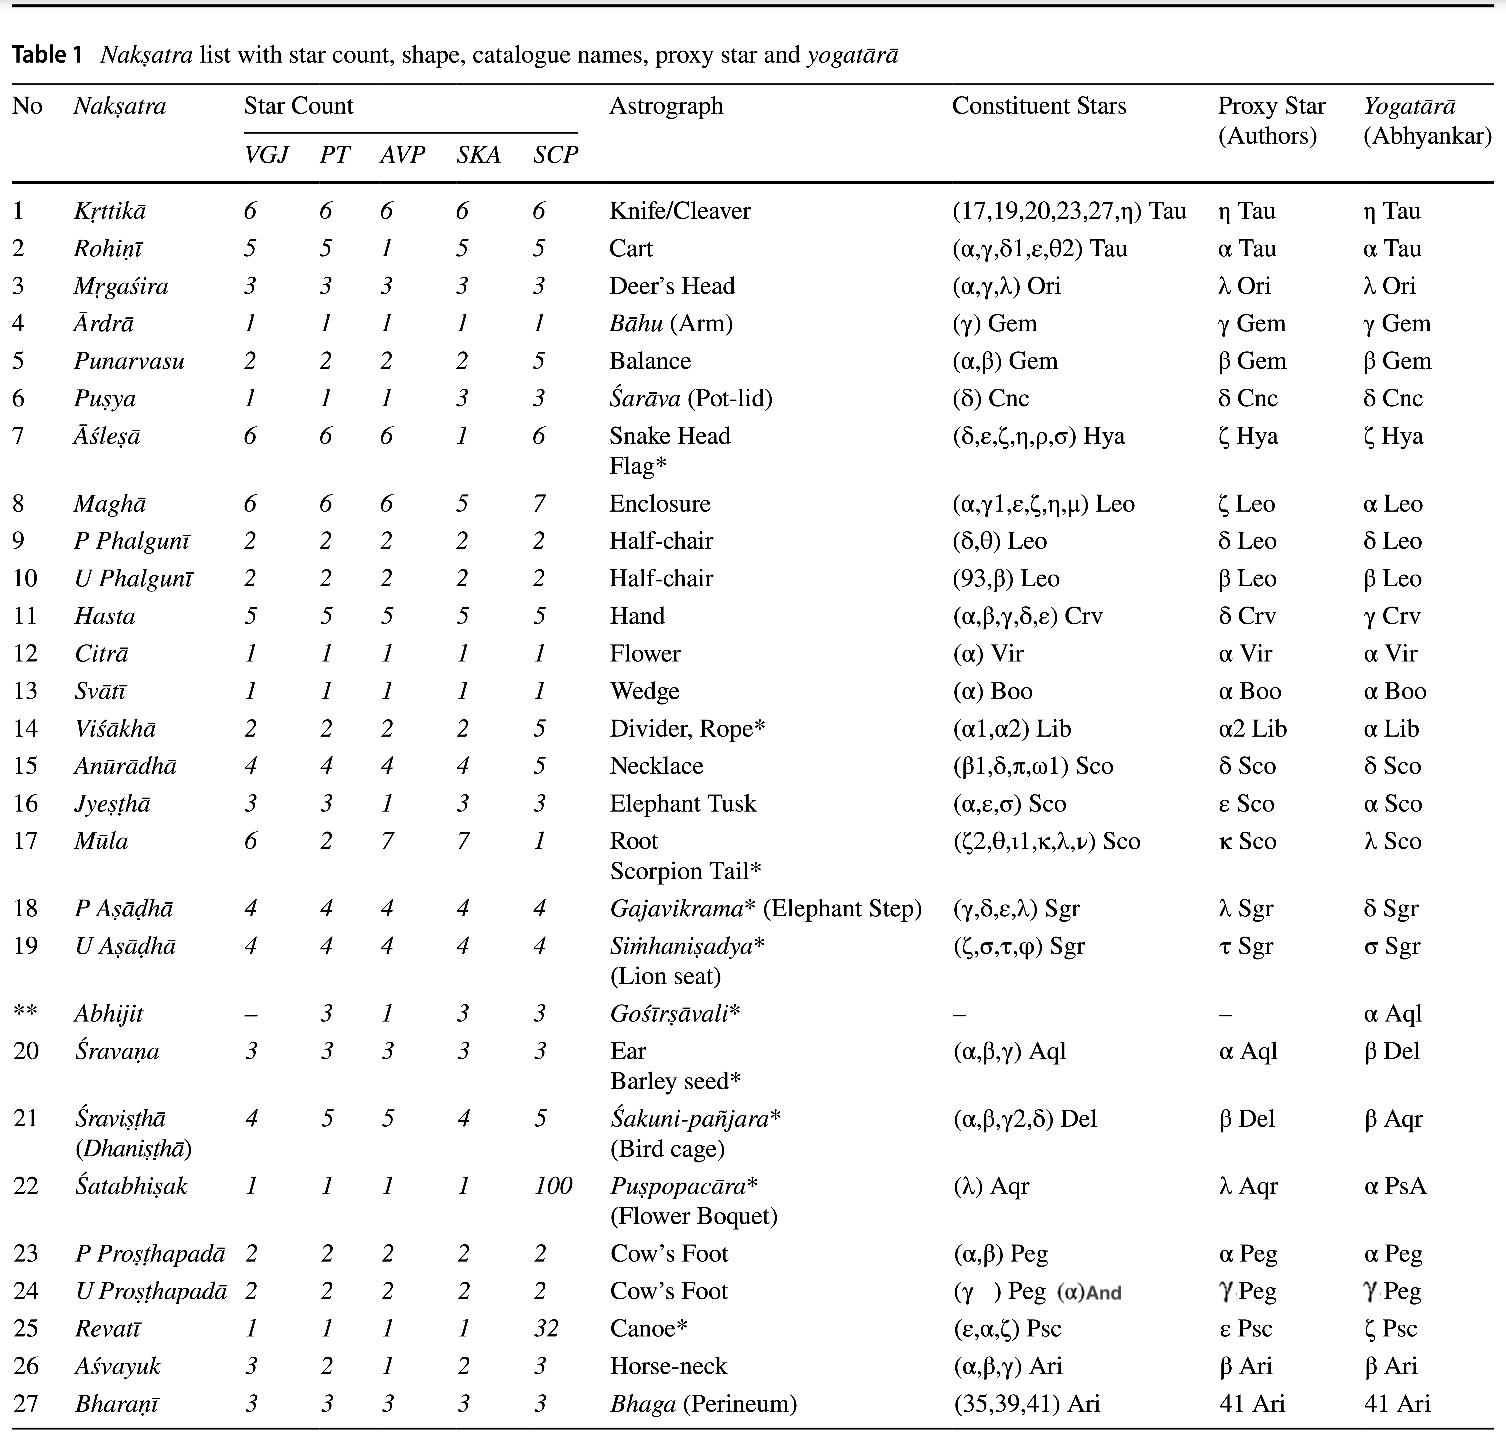 Table 1 Nakṣatra list with star count, shape, catalogue names, proxy star and yogatārā
No Nakṣatra Star Count Astrograph Constituent Stars Proxy Star Yogatārā
(Authors) (Abhyankar)
VGJ PT AVP SKA SCP
1 Kṛttikā 6 6 6 6 6 Knife/Cleaver (17,19,20,23,27,η) Tau η Tau η Tau
2 Rohiṇī 5 5 1 5 5 Cart (α,γ,δ1,ε,θ2) Tau α Tau α Tau
3 Mṛgaśira 3 3 3 3 3 Deer's Head (α,γ,λ) Ori λ Ori λ Ori
4 Ārdrā 1 1 1 1 1 Bāhu (Arm) (γ) Gem γ Gem γ Gem
5 Punarvasu 2 2 2 2 5 Balance (α,β) Gem β Gem β Gem
6 Puṣya 1 1 1 3 3 Śarāva (Pot-lid) (δ) Cnc δ Cnc δ Cnc
7 Āśleṣā 6 6 6 1 6 Snake Head (δ,ε,ζ,η,ρ,σ) Hya ζ Hya ζ Hya
Flag*
8 Maghā 6 6 6 5 7 Enclosure (α,γ1,ε,ζ,η,μ) Leo ζ Leo α Leo
9 P Phalgunī 2 2 2 2 2 Half-chair (δ,θ) Leo δ Leo δ Leo
10 U Phalgunī 2 2 2 2 2 Half-chair (93,β) Leo β Leo β Leo
11 Hasta 5 5 5 5 5 Hand (α,β,γ,δ,ε) Crv δ Crv γ Crv
12 Citrā 1 1 1 1 1 Flower (α) Vir α Vir α Vir
13 Svātī 1 1 1 1 1 Wedge (α) Boo α Boo α Boo
14 Viśākhā 2 2 2 2 5 Divider, Rope* (α1,α2) Lib α2 Lib α Lib
15 Anūrādhā 4 4 4 4 5 Necklace (β1,δ,π,ω1) Sco δ Sco δ Sco
16 Jyeṣṭhā 3 3 1 3 3 Elephant Tusk (α,ε,σ) Sco ε Sco α Sco
17 Mūla 6 2 7 7 1 Root (ζ2,θ,ι1,κ,λ,ν) Sco κ Sco λ Sco
Scorpion Tail*
18 P Aṣāḍhā 4 4 4 4 4 Gajavikrama* (Elephant Step) (γ,δ,ε,λ) Sgr λ Sgr δ Sgr
19 U Aṣāḍhā 4 4 4 4 4 Siṁhaniṣadya* (ζ,σ,τ,φ) Sgr τ Sgr σ Sgr
(Lion seat)
** Abhijit – 3 1 3 3 Gośīrṣāvali* – – α Aql
20 Śravaṇa 3 3 3 3 3 Ear (α,β,γ) Aql α Aql β Del
Barley seed*
21 Śraviṣṭhā 4 5 5 4 5 Śakuni-pañjara* (α,β,γ2,δ) Del β Del β Aqr
(Dhaniṣṭhā) (Bird cage)
22 Śatabhiṣak 1 1 1 1 100 Puṣpopacāra* (λ) Aqr λ Aqr α PsA
(Flower Boquet)
23 P Proṣṭhapadā 2 2 2 2 2 Cow's Foot (α,β) Peg α Peg α Peg
24 U Proṣṭhapadā 2 2 2 2 2 Cow's Foot (γ ) Peg (α)And γ Peg γ Peg
25 Revatī 1 1 1 1 32 Canoe* (ε,α,ζ) Psc ε Psc ζ Psc
26 Aśvayuk 3 2 1 2 3 Horse-neck (α,β,γ) Ari β Ari β Ari
27 Bharaṇī 3 3 3 3 3 Bhaga (Perineum) (35,39,41) Ari 41 Ari 41 Ari